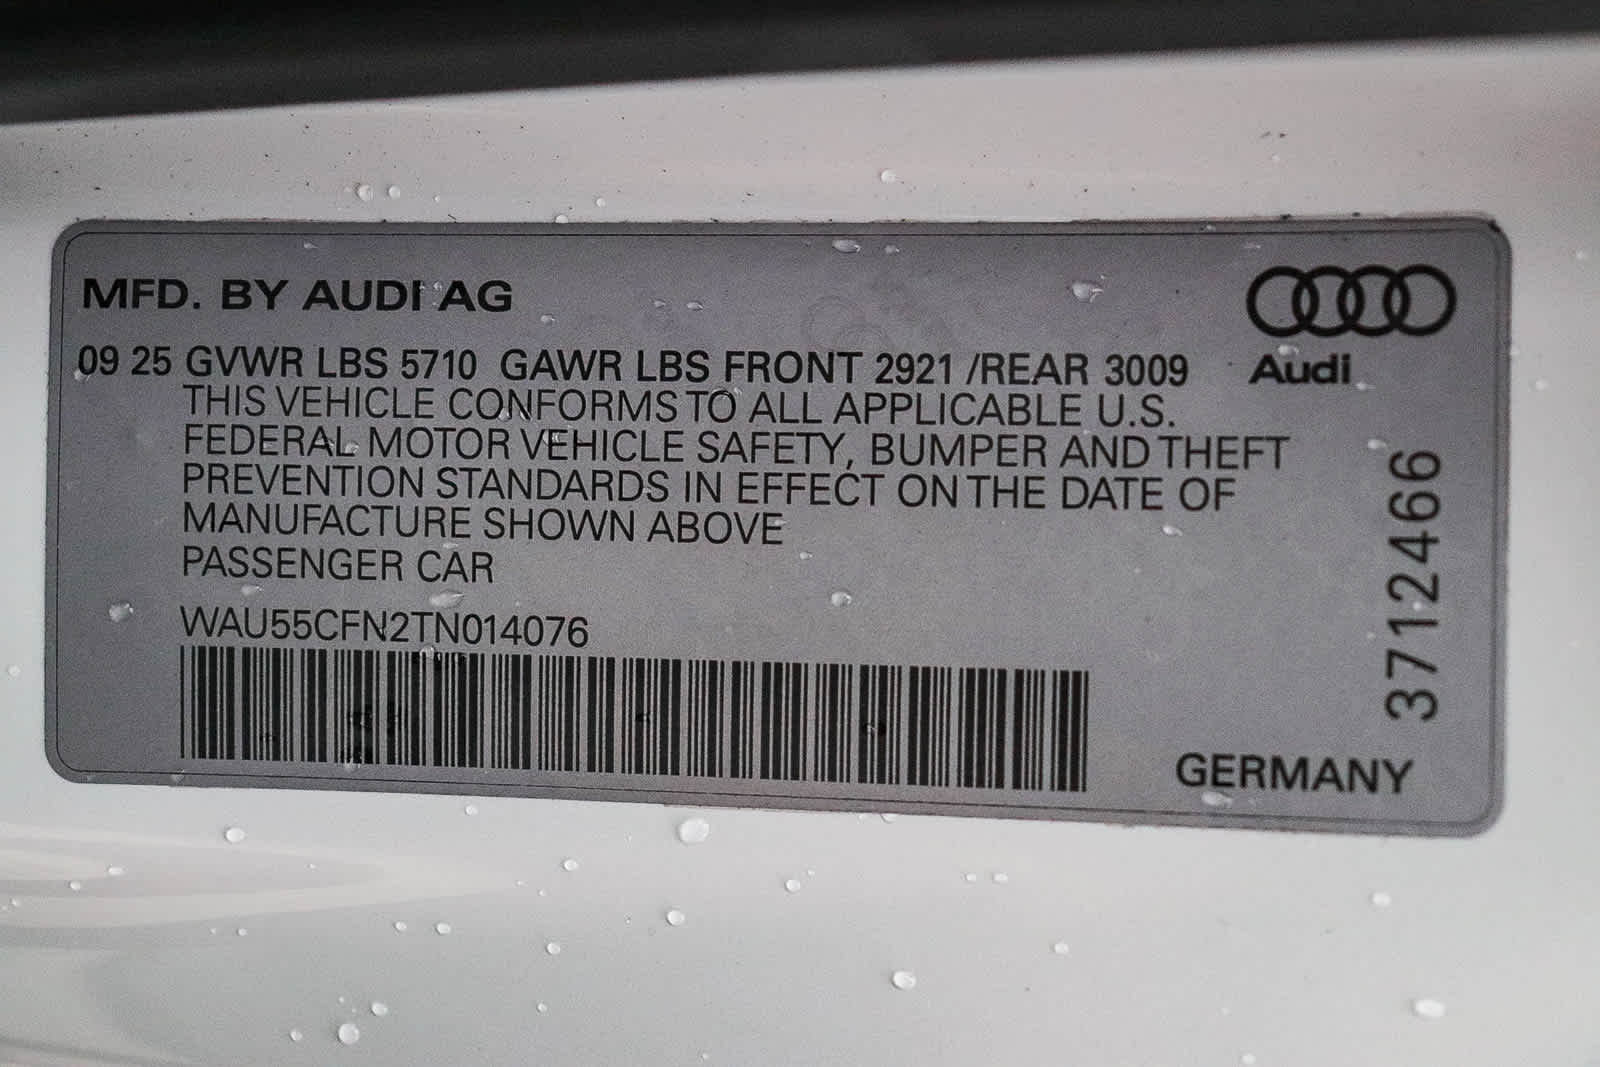 MFD. BY AUDI AG
Audi
09 25 GVWR LBS 5710 GAWR LBS FRONT 2921 /REAR 3009
THIS VEHICLE CONFORMS TO ALL APPLICABLE U.S.
FEDERAL MOTOR VEHICLE SAFETY, BUMPER AND THEFT
PREVENTION STANDARDS IN EFFECT ON THE DATE OF
MANUFACTURE SHOWN ABOVE
PASSENGER CAR
WAU55CFN2TN014076
3712466
GERMANY